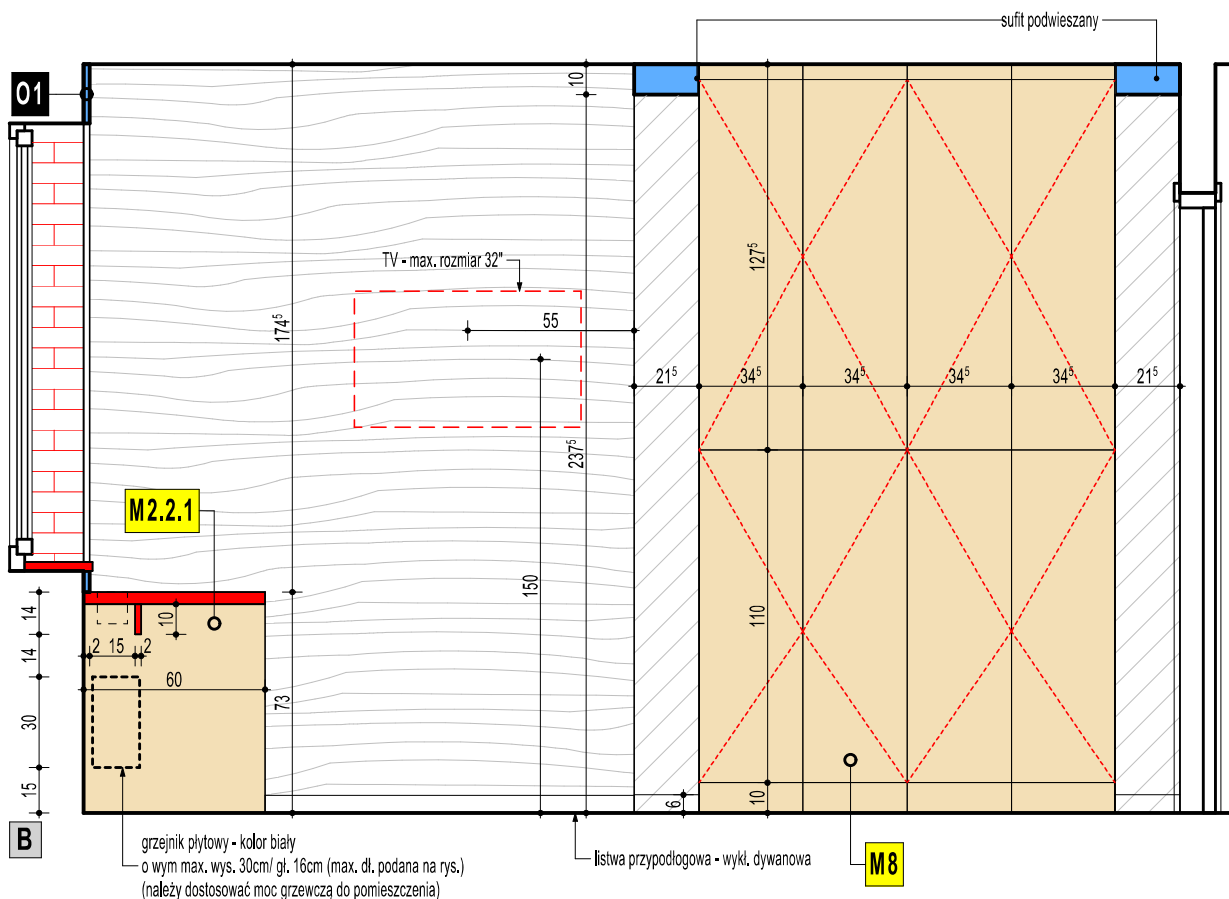 sufit podwieszany
O1
10
TV - max. rozmiar 32"
127⁵
174⁵
55
21⁵
34⁵
34⁵
34⁵
34⁵
21⁵
237⁵
M2.2.1
150
14
10
110
14
2
15
2
60
73
30
15
6
10
B
grzejnik płytowy - kolor biały
o wym max. wys. 30cm/ gł. 16cm (max. dł. podana na rys.)
(należy dostosować moc grzewczą do pomieszczenia)
listwa przypodłogowa - wykł. dywanowa
M8